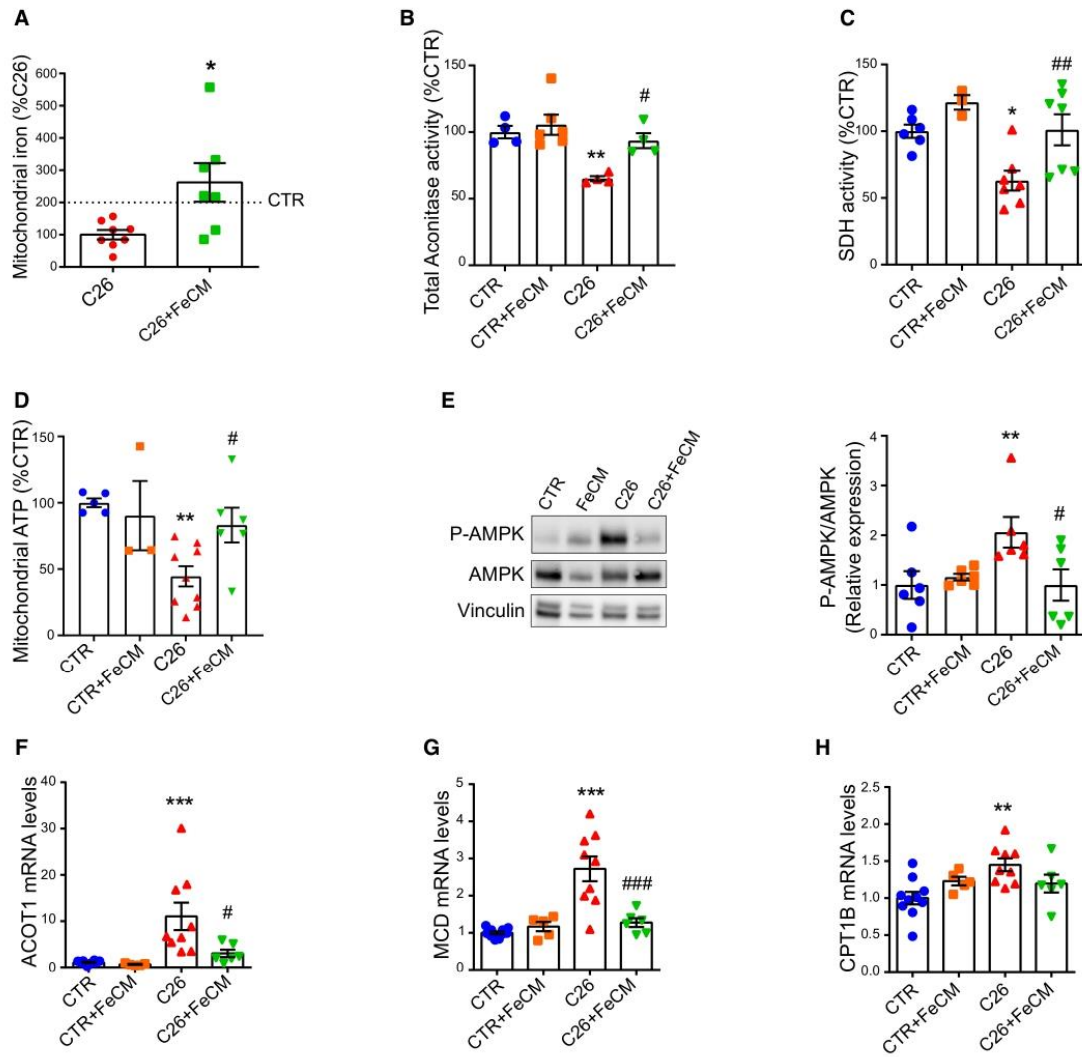 A
Mitochondrial iron (%C26)
600
500
400
300
200
100
0
*
CTR
C26
C26+FeCM
B
Total Aconitase activity (%CTR)
150
100
50
0
**
#
CTR
CTR+FeCM
C26
C26+FeCM
C
SDH activity (%CTR)
150
100
50
0
*
##
CTR
CTR+FeCM
C26
C26+FeCM
D
Mitochondrial ATP (%CTR)
150
100
50
0
**
#
CTR
CTR+FeCM
C26
C26+FeCM
E
CTR
FeCM
C26
C26+FeCM
P-AMPK
AMPK
Vinculin
P-AMPK/AMPK
(Relative expression)
4
3
2
1
0
**
#
CTR
CTR+FeCM
C26
C26+FeCM
F
ACOT1 mRNA levels
40
30
20
10
0
***
#
CTR
CTR+FeCM
C26
C26+FeCM
G
MCD mRNA levels
5
4
3
2
1
0
***
###
CTR
CTR+FeCM
C26
C26+FeCM
H
CPT1B mRNA levels
2.5
2.0
1.5
1.0
0.5
0.0
**
CTR
CTR+FeCM
C26
C26+FeCM